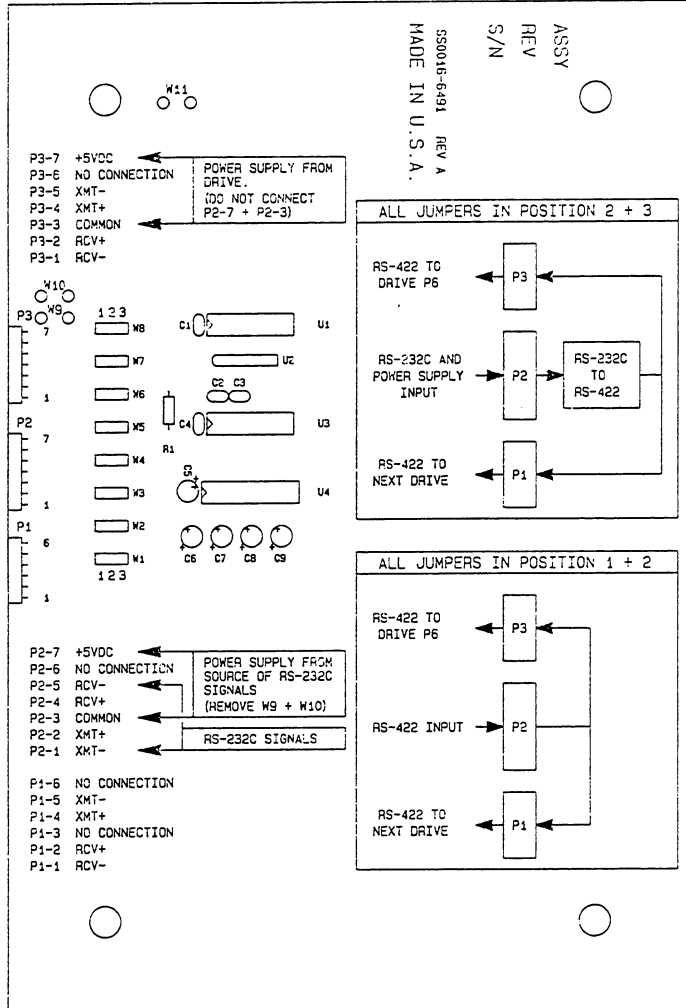 ASSY
REV
S/N
SS0016-6491 REV A
MADE IN U.S.A.
W11
P3-7 +5VDC
P3-6 NO CONNECTION
P3-5 XMT-
P3-4 XMT+
P3-3 COMMON
P3-2 RCV+
P3-1 RCV-
POWER SUPPLY FROM
DRIVE.
(DO NOT CONNECT
P2-7 + P2-3)
W10
W9
P3
7
1
P2
7
1
P1
6
1
123
W8
W7
W6
W5
W4
W3
W2
W1
123
C1
U1
U2
C2 C3
R1
C4
U3
C5
U4
C6 C7 C8 C9
P2-7 +5VDC
P2-6 NO CONNECTION
P2-5 RCV-
P2-4 RCV+
P2-3 COMMON
P2-2 XMT+
P2-1 XMT-
POWER SUPPLY FROM
SOURCE OF RS-232C
SIGNALS
(REMOVE W9 + W10)
RS-232C SIGNALS
P1-6 NO CONNECTION
P1-5 XMT-
P1-4 XMT+
P1-3 NO CONNECTION
P1-2 RCV+
P1-1 RCV-
ALL JUMPERS IN POSITION 2 + 3
RS-422 TO
DRIVE P6
P3
RS-232C AND
POWER SUPPLY
INPUT
P2
RS-232C
TO
RS-422
RS-422 TO
NEXT DRIVE
P1
ALL JUMPERS IN POSITION 1 + 2
RS-422 TO
DRIVE P6
P3
RS-422 INPUT
P2
RS-422 TO
NEXT DRIVE
P1